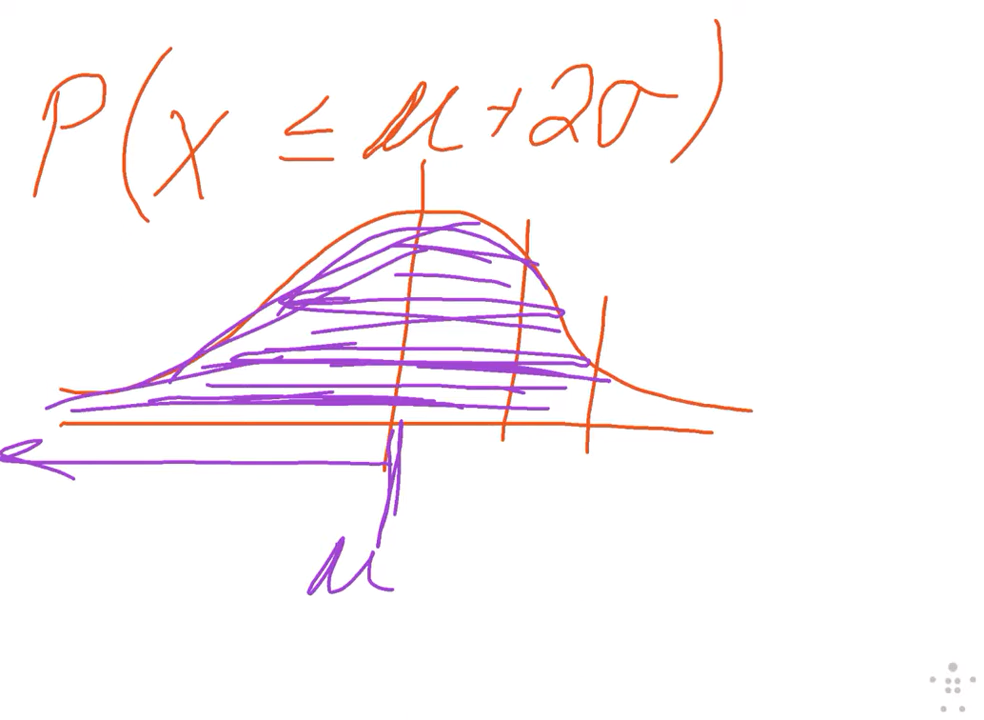 P(X ≤ μ + 2σ)
μ